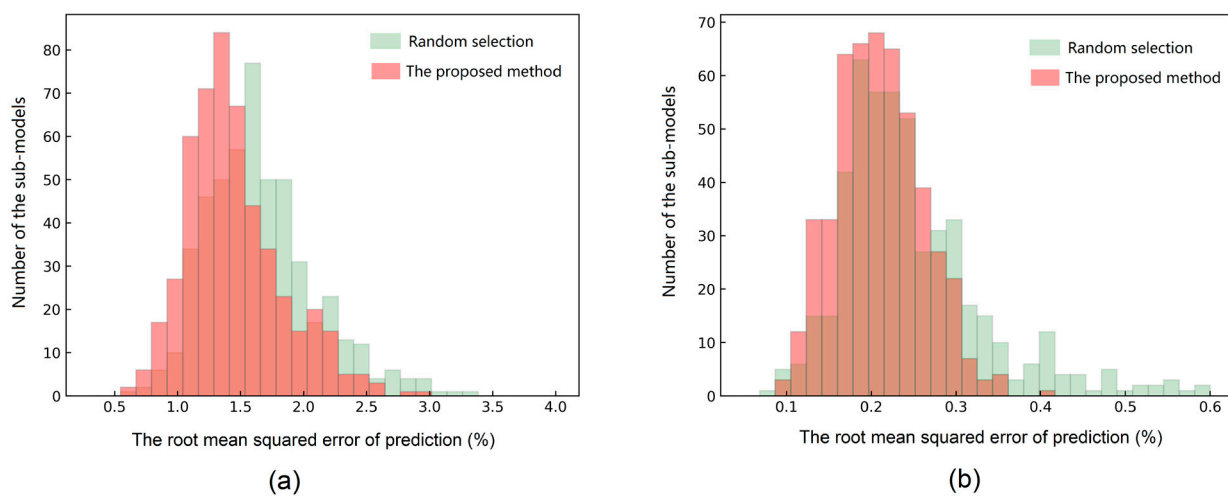 Random selection
The proposed method
Number of the sub-models
80
70
60
50
40
30
20
10
0
0.5 1.0 1.5 2.0 2.5 3.0 3.5 4.0
The root mean squared error of prediction (%)
(a)
Random selection
The proposed method
Number of the sub-models
70
60
50
40
30
20
10
0
0.1 0.2 0.3 0.4 0.5 0.6
The root mean squared error of prediction (%)
(b)